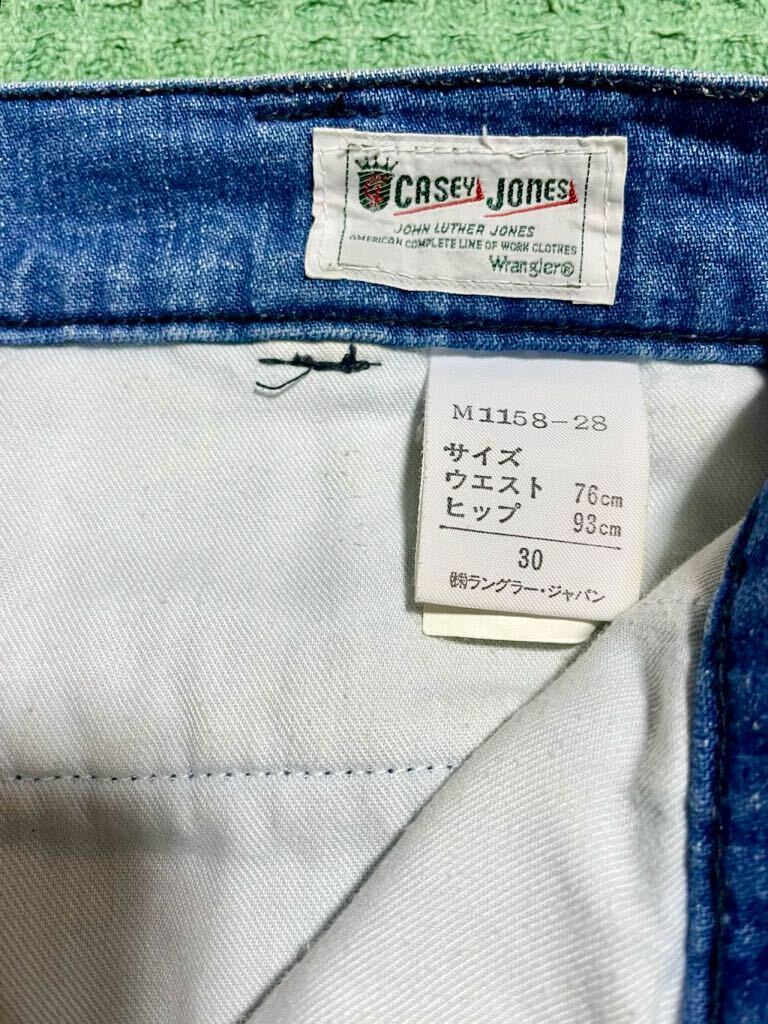 CASEY JONES
JOHN LUTHER JONES
AMERICAN COMPLETE LINE OF WORK CLOTHES
Wrangler®
M1158-28
サイズ
ウエスト 76cm
ヒップ 93cm
30
㈱ラングラー・ジャパン